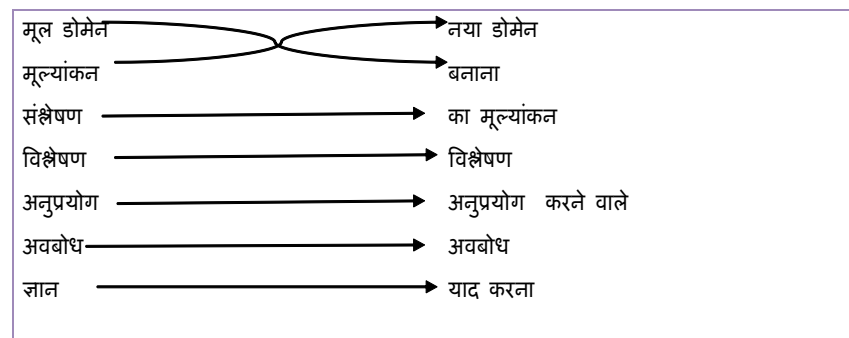 मूल डोमेन नया डोमेन
मूल्यांकन बनाना
संश्लेषण का मूल्यांकन
विश्लेषण विश्लेषण
अनुप्रयोग अनुप्रयोग करने वाले
अवबोध अवबोध
ज्ञान याद करना